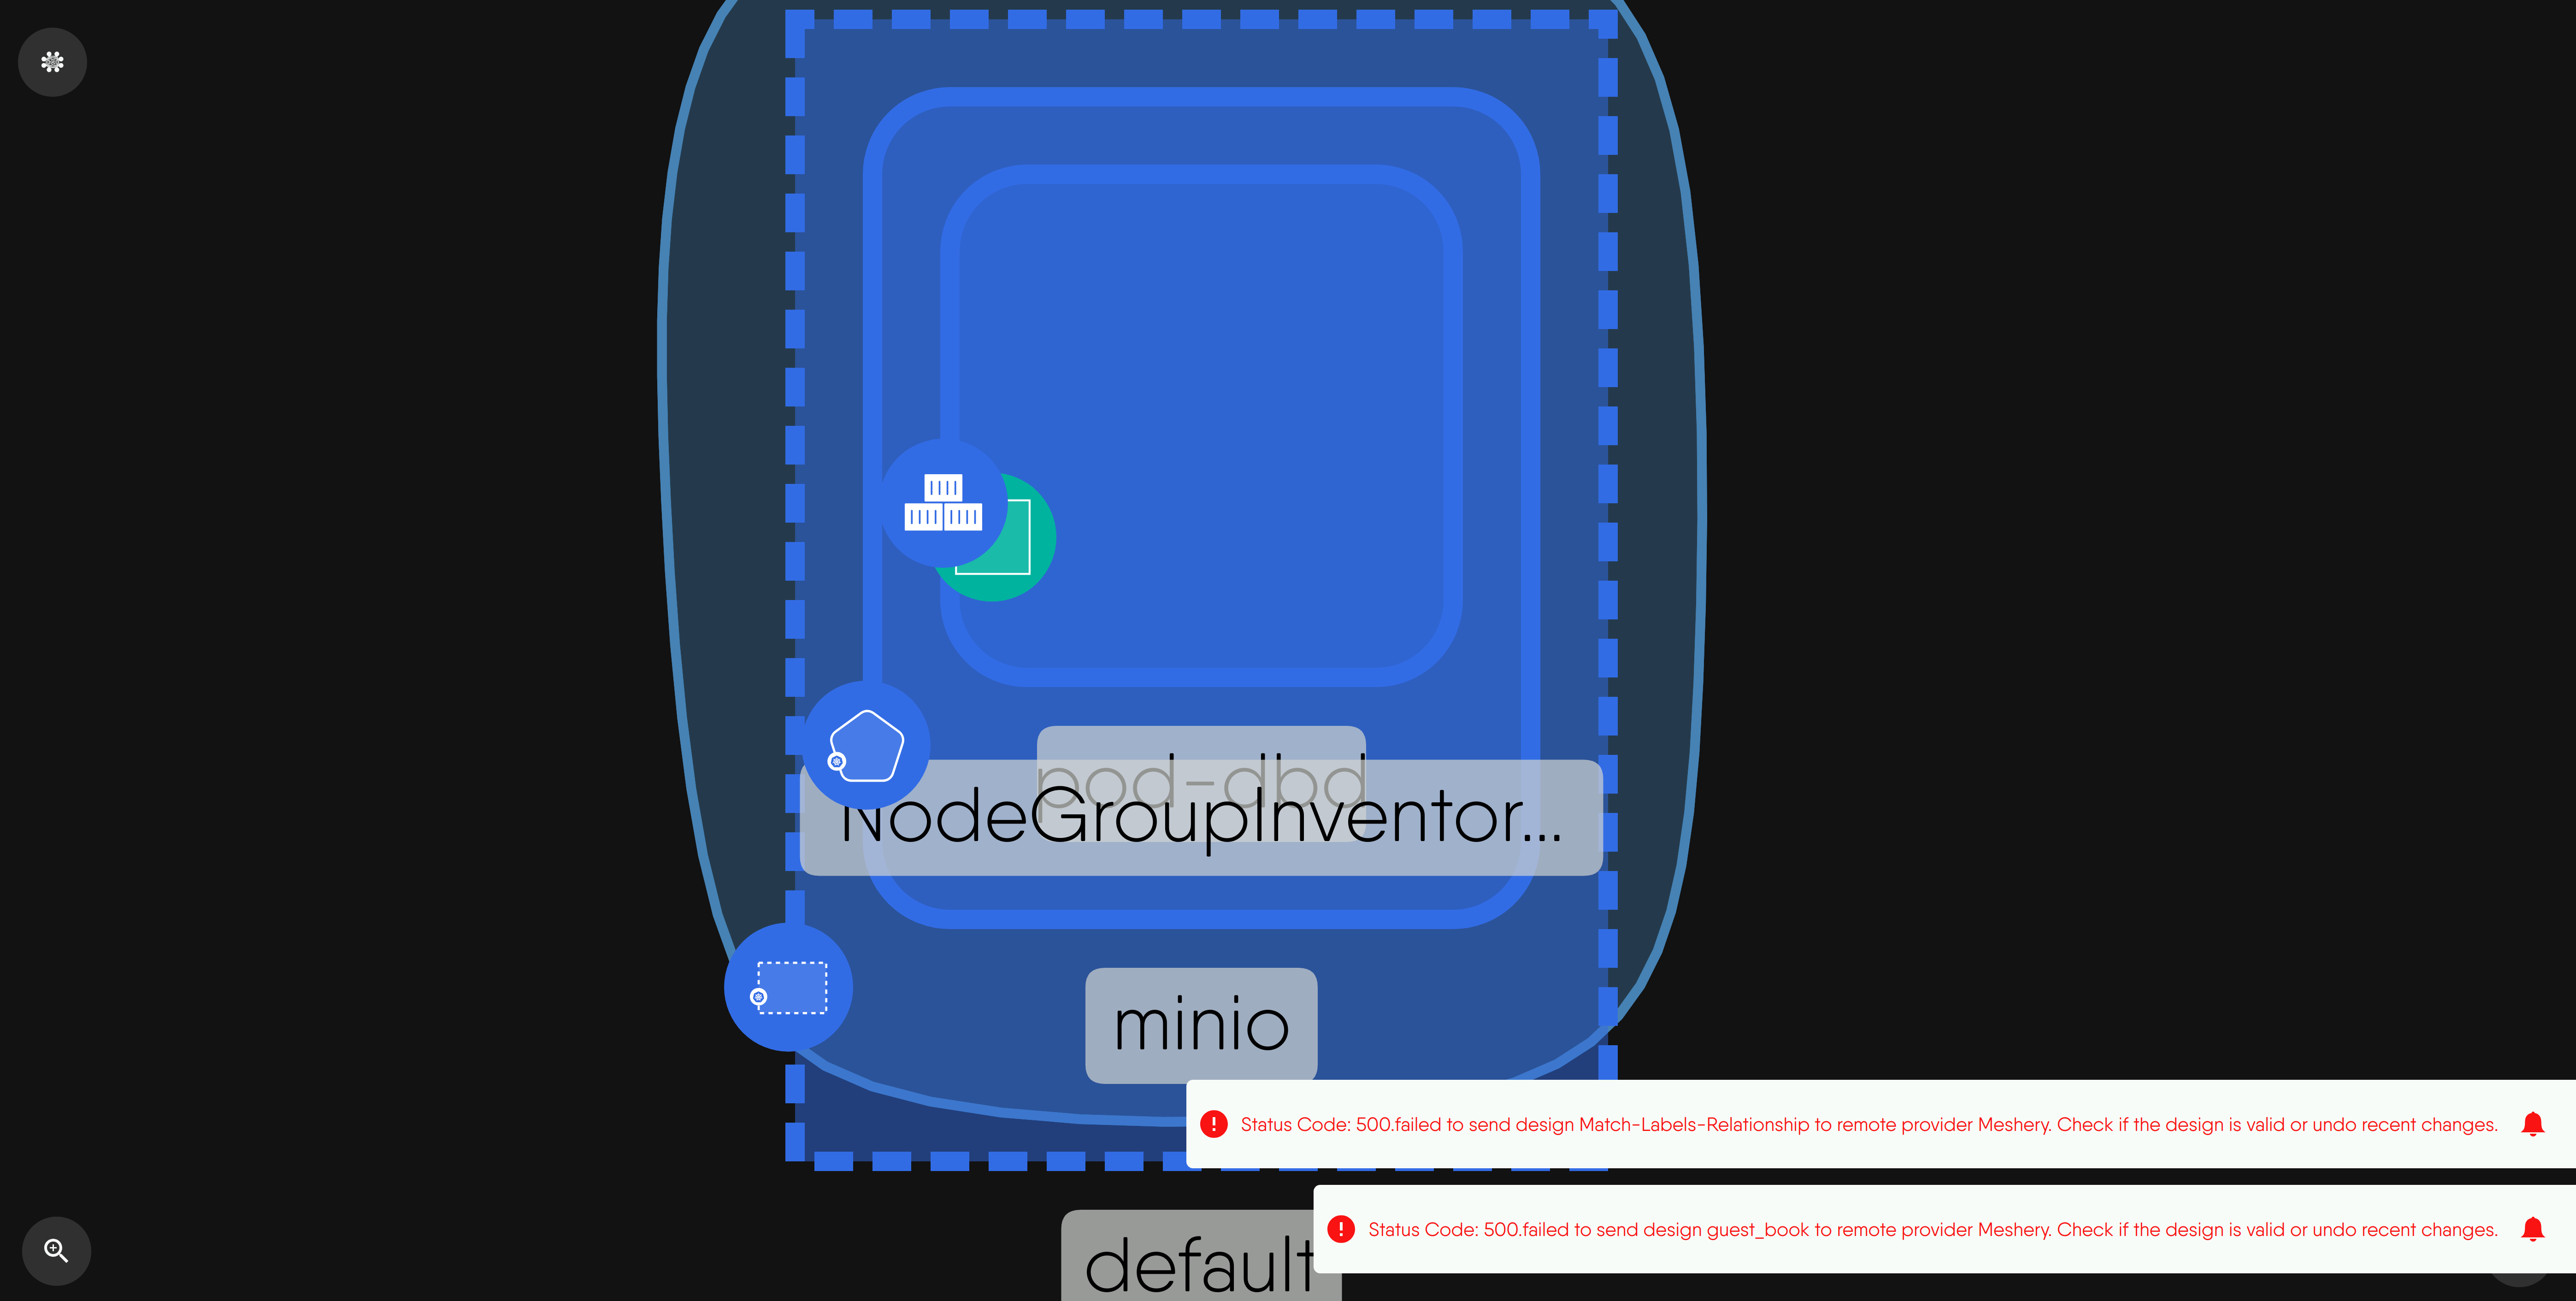 pod-dbd
NodeGroupInventor...
minio
Status Code: 500.failed to send design Match-Labels-Relationship to remote provider Meshery. Check if the design is valid or undo recent changes.
Status Code: 500.failed to send design guest_book to remote provider Meshery. Check if the design is valid or undo recent changes.
default